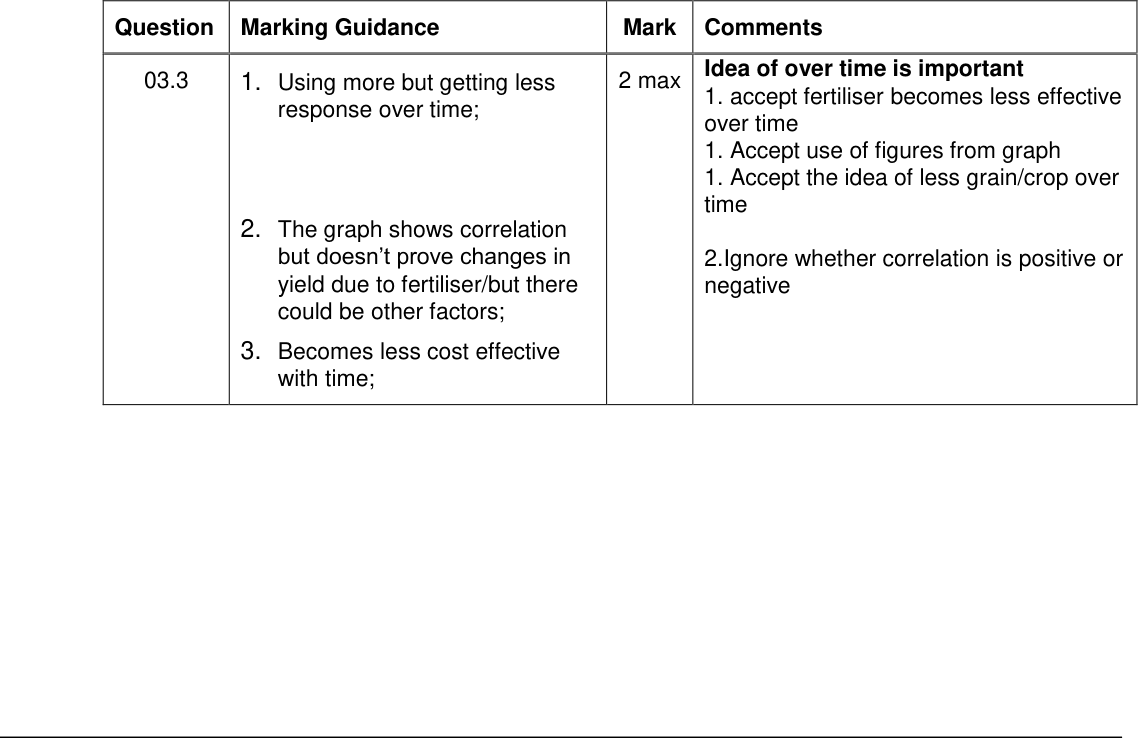 Question Marking Guidance Mark Comments
03.3
1. Using more but getting less
response over time;
2. The graph shows correlation
but doesn’t prove changes in
yield due to fertiliser/but there
could be other factors;
3. Becomes less cost effective
with time;
2 max
Idea of over time is important
1. accept fertiliser becomes less effective
over time
1. Accept use of figures from graph
1. Accept the idea of less grain/crop over
time
2.Ignore whether correlation is positive or
negative